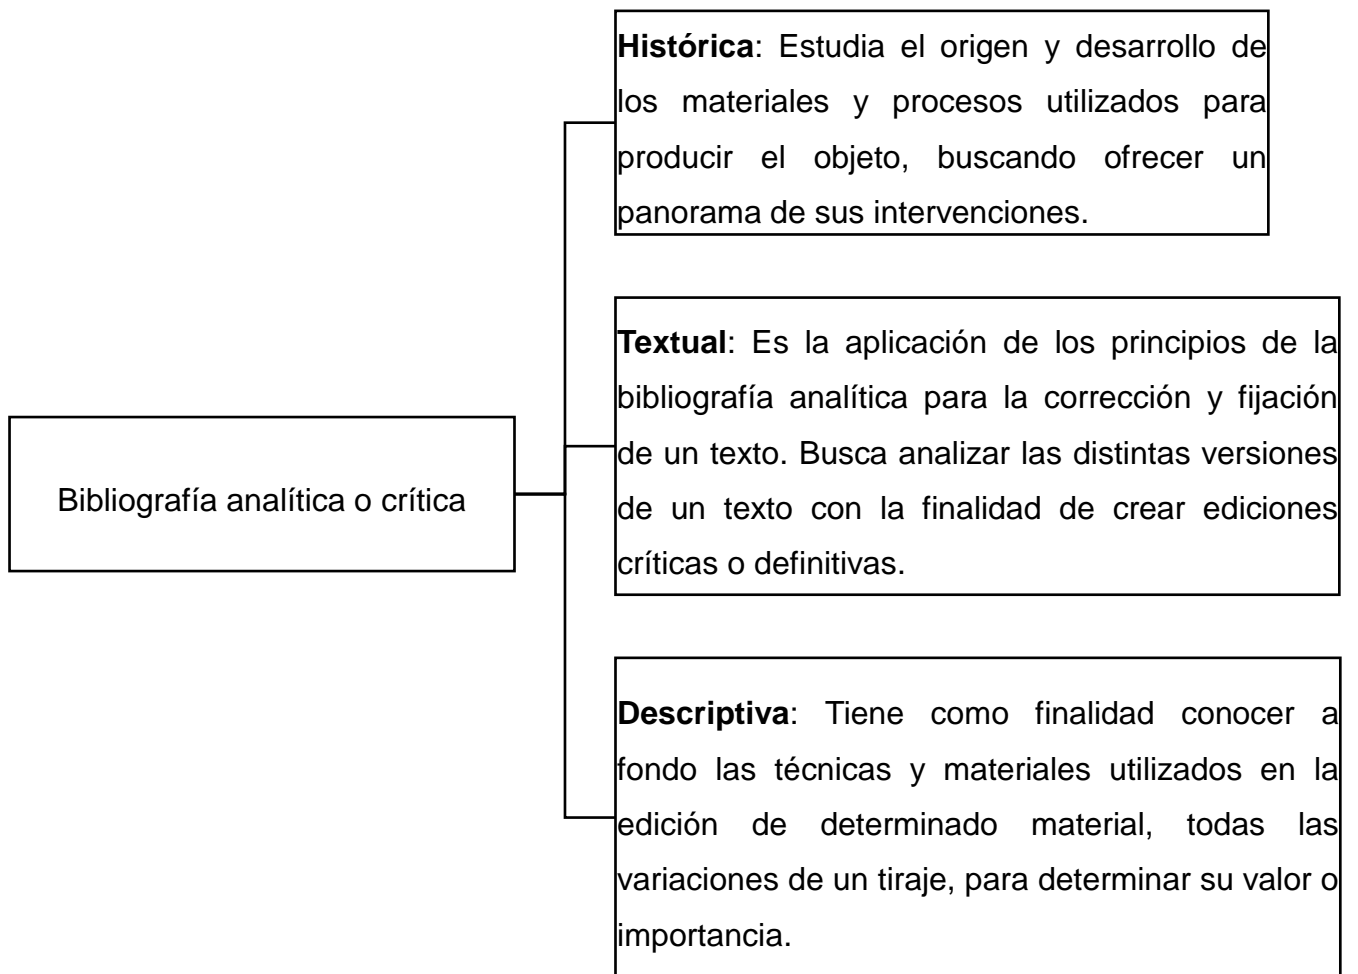 Histórica: Estudia el origen y desarrollo de
los materiales y procesos utilizados para
producir el objeto, buscando ofrecer un
panorama de sus intervenciones.
Textual: Es la aplicación de los principios de la
bibliografía analítica para la corrección y fijación
de un texto. Busca analizar las distintas versiones
de un texto con la finalidad de crear ediciones
críticas o definitivas.
Bibliografía analítica o crítica
Descriptiva: Tiene como finalidad conocer a
fondo las técnicas y materiales utilizados en la
edición de determinado material, todas las
variaciones de un tiraje, para determinar su valor o
importancia.